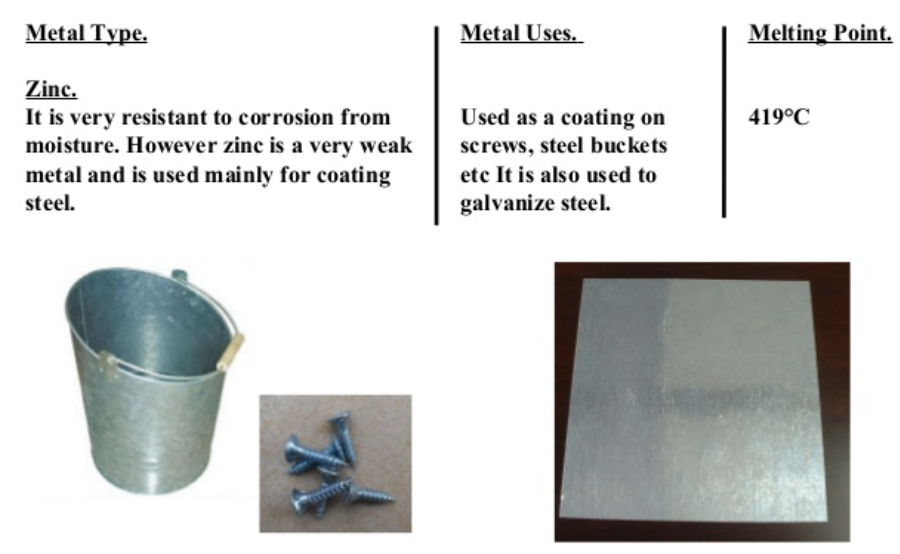 Metal Type.
Metal Uses.
Melting Point.
Zinc.
It is very resistant to corrosion from
moisture. However zinc is a very weak
metal and is used mainly for coating
steel.
Used as a coating on
screws, steel buckets
etc It is also used to
galvanize steel.
419°C